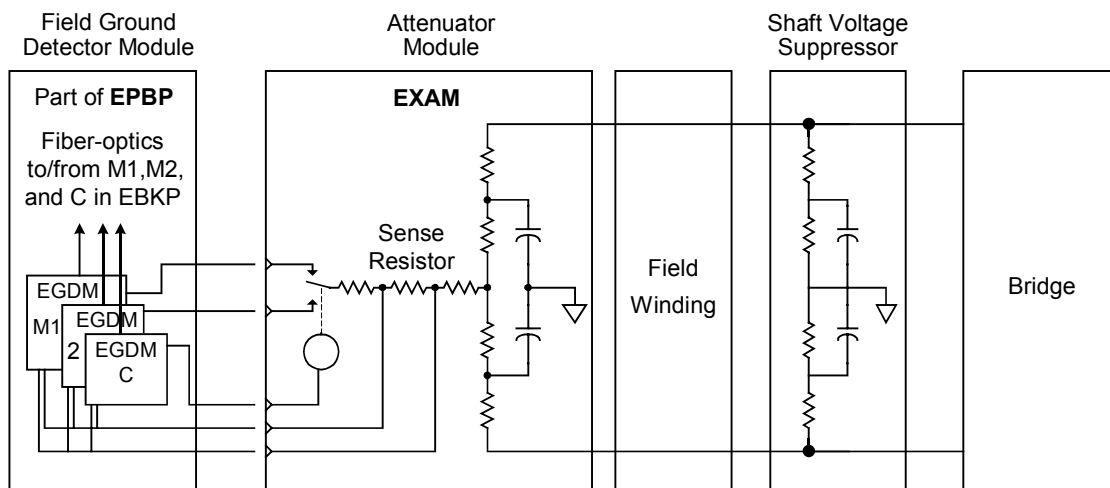 Field Ground
Detector Module
Attenuator
Module
Shaft Voltage
Suppressor
Part of EPBP
Fiber-optics
to/from M1,M2,
and C in EBKP
EXAM
Sense
Resistor
EGDM
M1
EGDM
2
EGDM
C
Field
Winding
Bridge